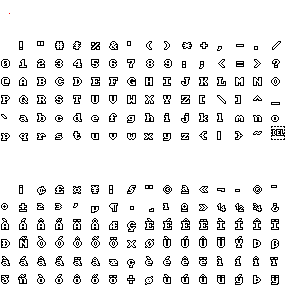 ! " # $ % & ' ( ) * + , - . /
0 1 2 3 4 5 6 7 8 9 : ; < = > ?
@ A B C D E F G H I J K L M N O
P Q R S T U V W X Y Z [ \ ] ^ _
` a b c d e f g h i j k l m n o
p q r s t u v w x y z { | } ~ DEL
¡ ¢ £ ¤ ¥ ¦ § ¨ © ª « ¬ - ® ¯
° ± ² ³ ´ µ ¶ · ¸ ¹ º » ¼ ½ ¾ ¿
À Á Â Ã Ä Å Æ Ç È É Ê Ë Ì Í Î Ï
Ð Ñ Ò Ó Ô Õ Ö × Ø Ù Ú Û Ü Ý Þ ß
à á â ã ä å æ ç è é ê ë ì í î ï
ð ñ ò ó ô õ ö ÷ ø ù ú û ü ý þ ÿ